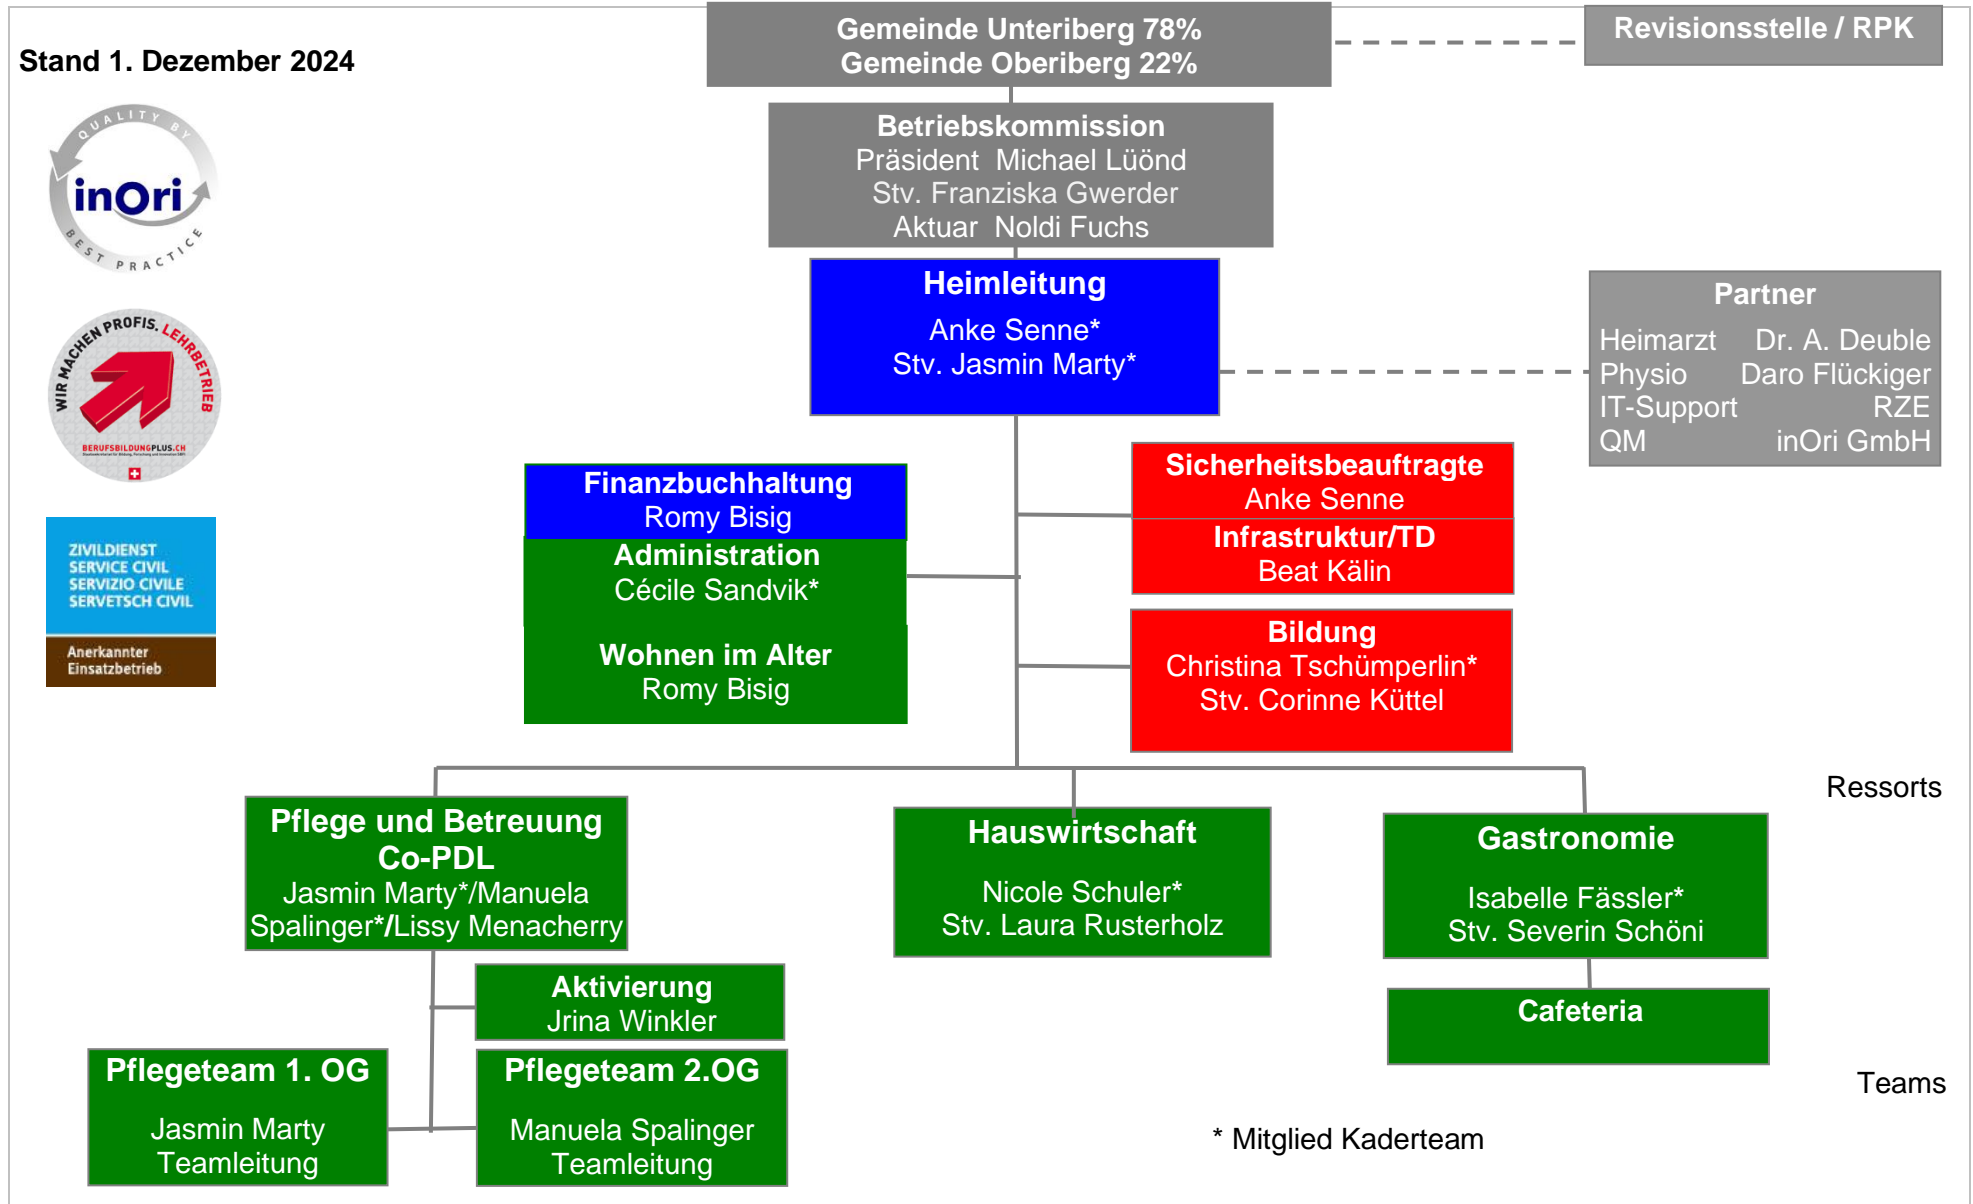 Gemeinde Unteriberg 78%
Gemeinde Oberiberg 22%
Revisionsstelle / RPK
Stand 1. Dezember 2024
QUALITY BY
inOri
BEST PRACTICE
Betriebskommission
Präsident  Michael Lüönd
Stv. Franziska Gwerder
Aktuar  Noldi Fuchs
Heimleitung
Anke Senne*
Stv. Jasmin Marty*
Partner
Heimarzt Dr. A. Deuble
Physio Daro Flückiger
IT-Support RZE
QM inOri GmbH
WIR MACHEN PROFIS. LEHRBETRIEB
BERUFSBILDUNGPLUS.CH
Finanzbuchhaltung
Romy Bisig
Administration
Cécile Sandvik*
Wohnen im Alter
Romy Bisig
Sicherheitsbeauftragte
Anke Senne
Infrastruktur/TD
Beat Kälin
Bildung
Christina Tschümperlin*
Stv. Corinne Küttel
ZIVILDIENST
SERVICE CIVIL
SERVIZIO CIVILE
SERVETSCH CIVIL
Anerkannter
Einsatzbetrieb
Ressorts
Pflege und Betreuung
Co-PDL
Jasmin Marty*/Manuela
Spalinger*/Lissy Menacherry
Hauswirtschaft
Nicole Schuler*
Stv. Laura Rusterholz
Gastronomie
Isabelle Fässler*
Stv. Severin Schöni
Aktivierung
Jrina Winkler
Cafeteria
Pflegeteam 1. OG
Jasmin Marty
Teamleitung
Pflegeteam 2.OG
Manuela Spalinger
Teamleitung
Teams
* Mitglied Kaderteam